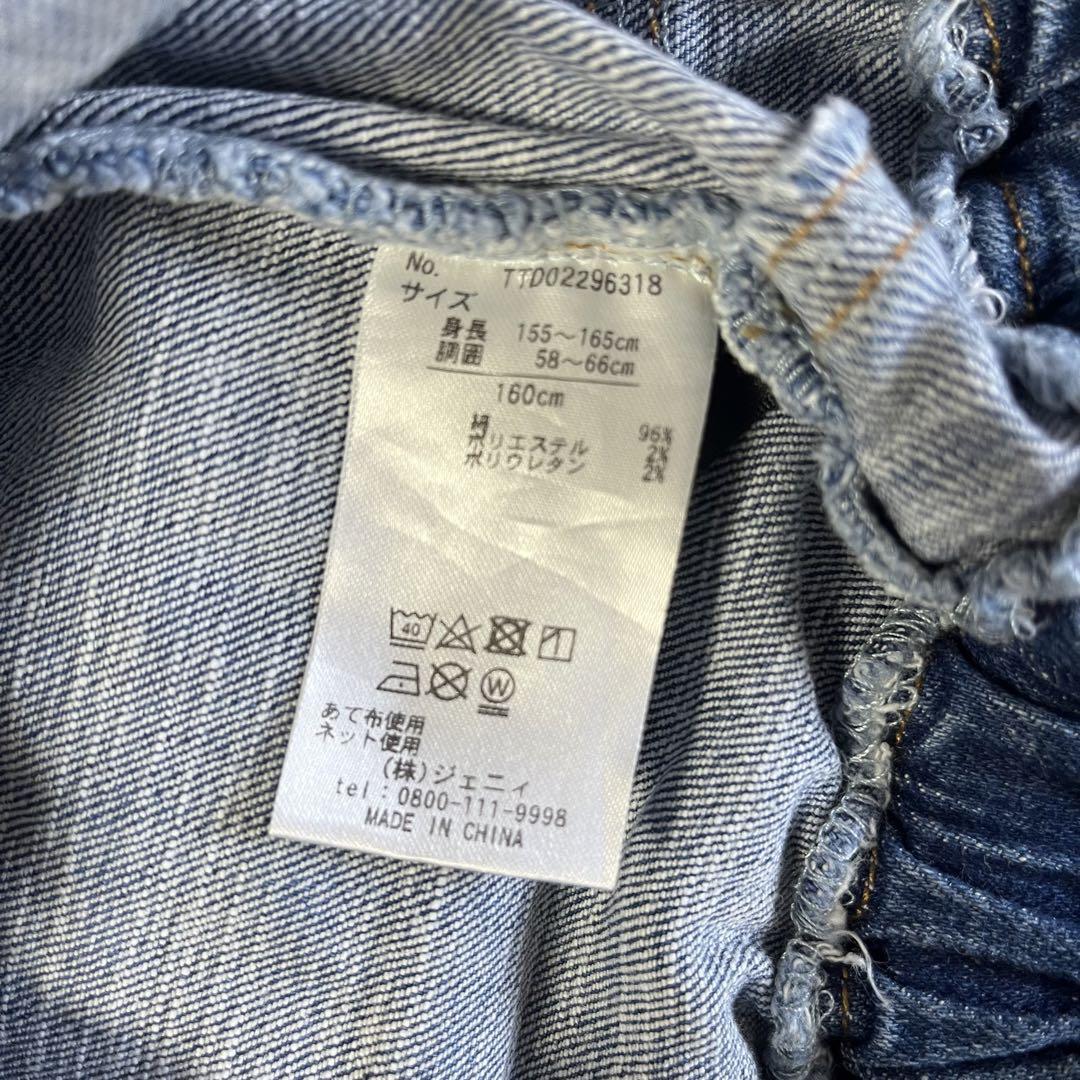 No. TTD02296318
サイズ
身長 155～165cm
胴囲 58～66cm
160cm
綿 96%
ポリエステル 2%
ポリウレタン 2%
40
W
あて布使用
ネット使用
(株)ジェニィ
tel:0800-111-9998
MADE IN CHINA